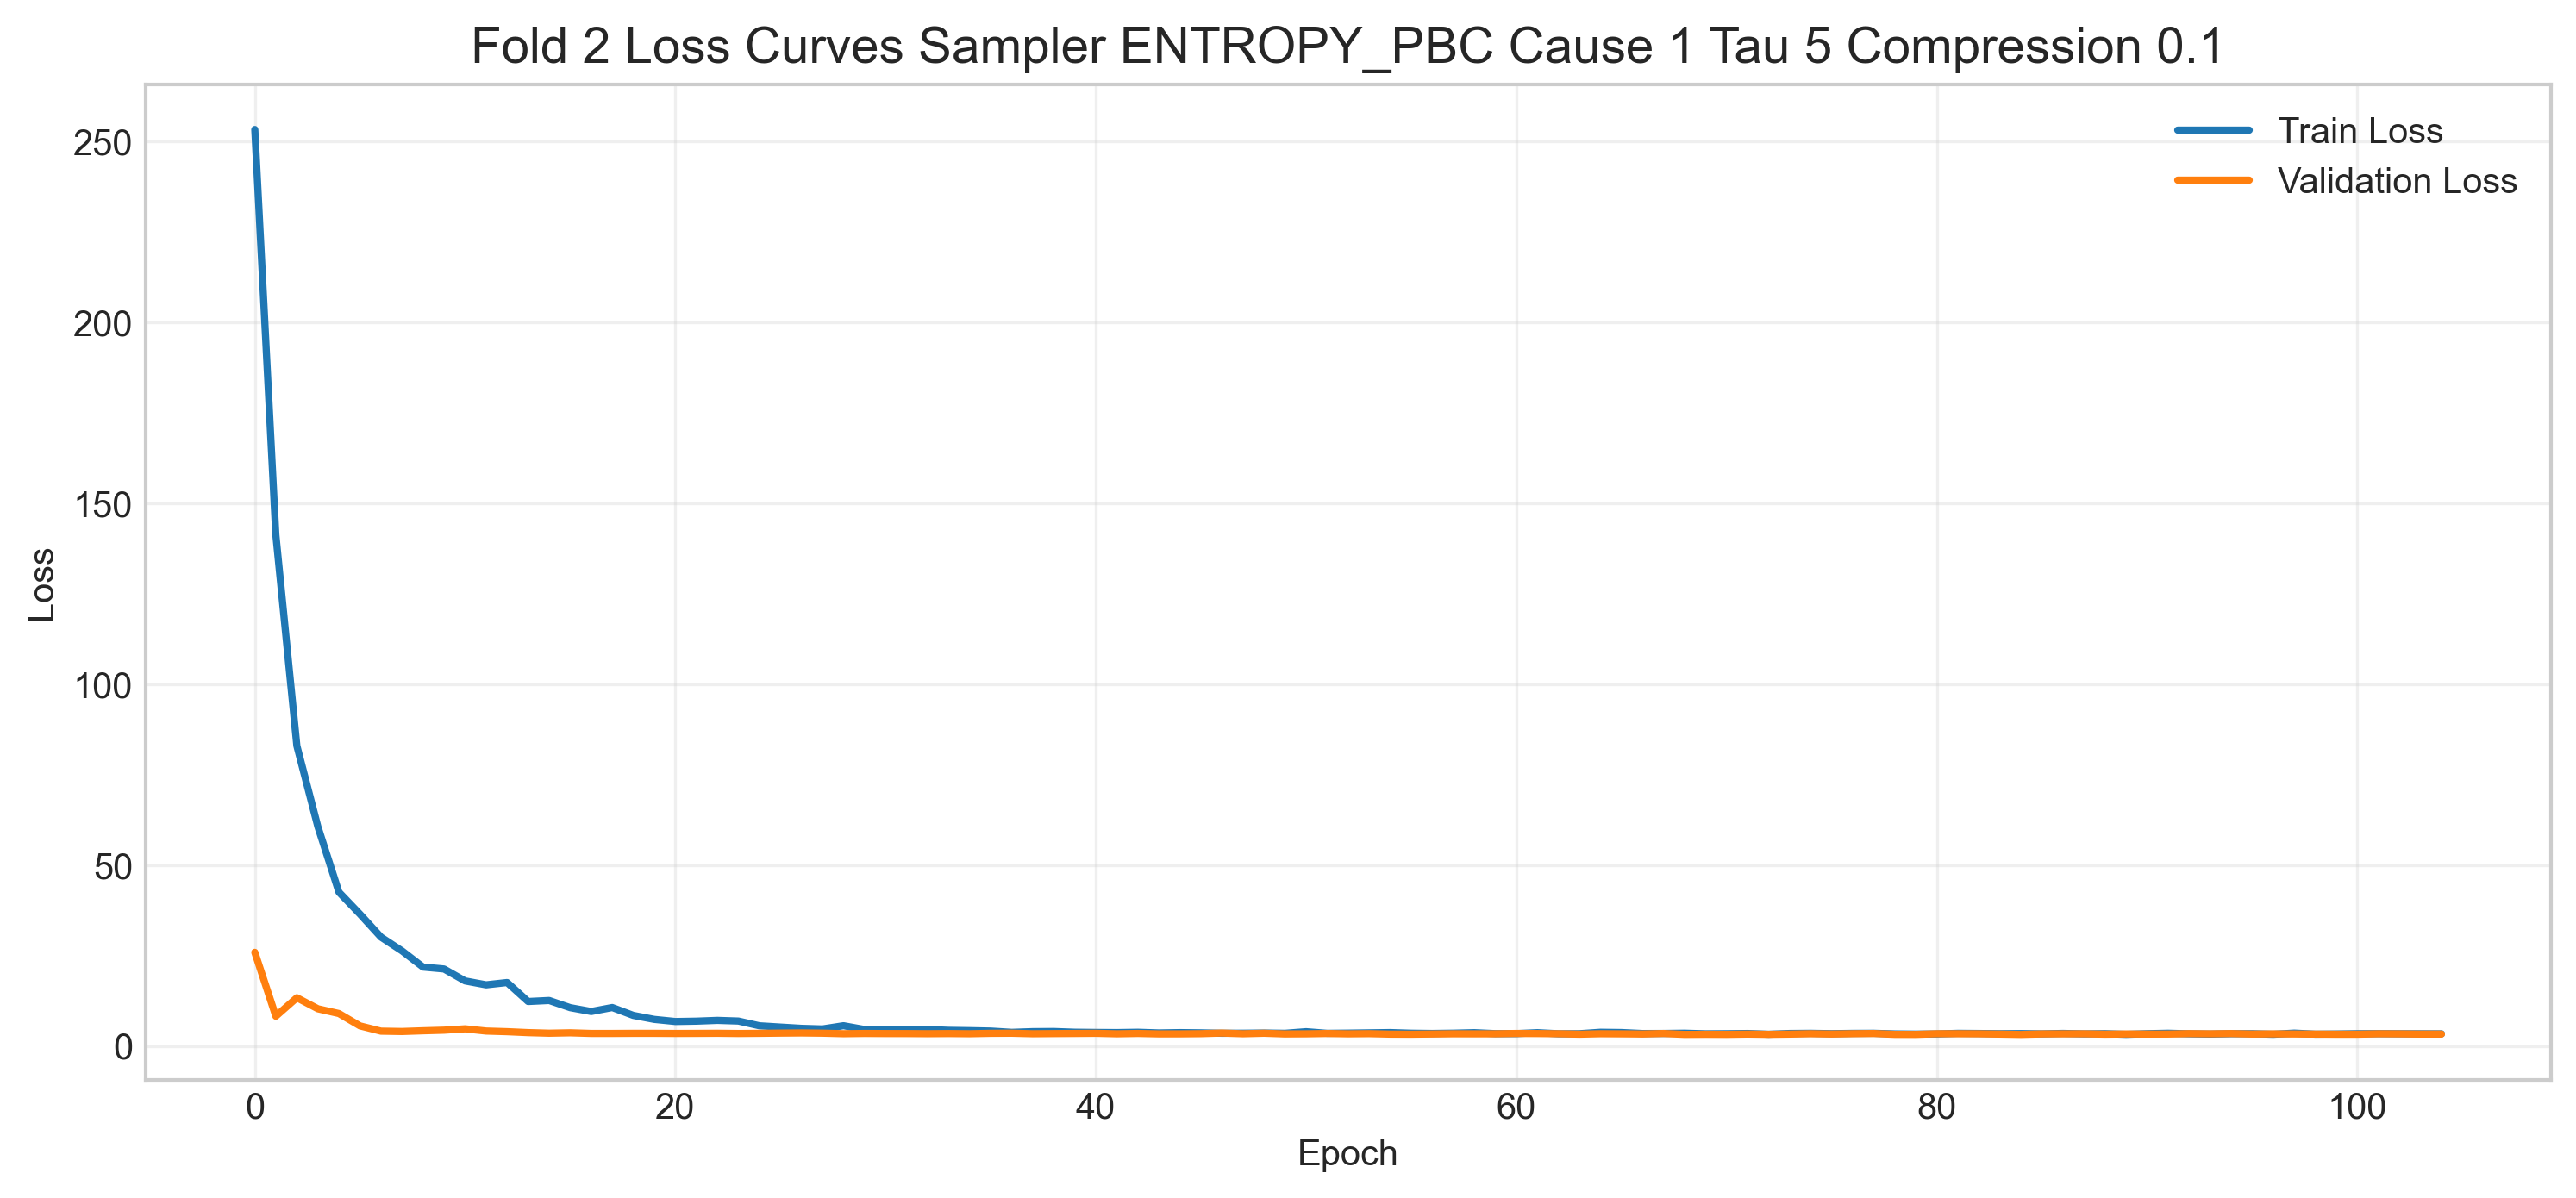 Fold 2 Loss Curves Sampler ENTROPY_PBC Cause 1 Tau 5 Compression 0.1
Train Loss
Validation Loss
250
200
150
100
50
0
Loss
0 20 40 60 80 100
Epoch